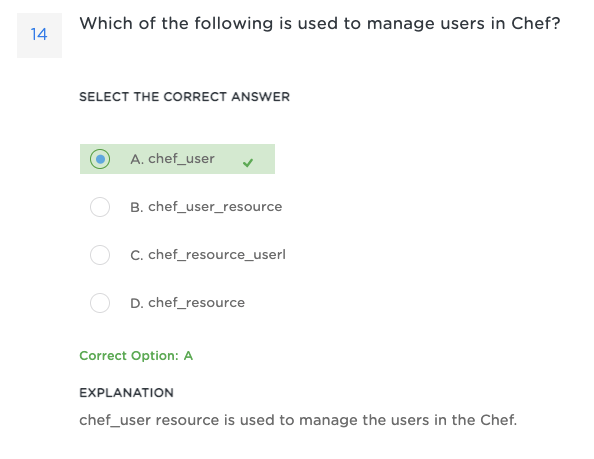 14
Which of the following is used to manage users in Chef?
SELECT THE CORRECT ANSWER
A. chef_user
B. chef_user_resource
C. chef_resource_userl
D. chef_resource
Correct Option: A
EXPLANATION
chef_user resource is used to manage the users in the Chef.